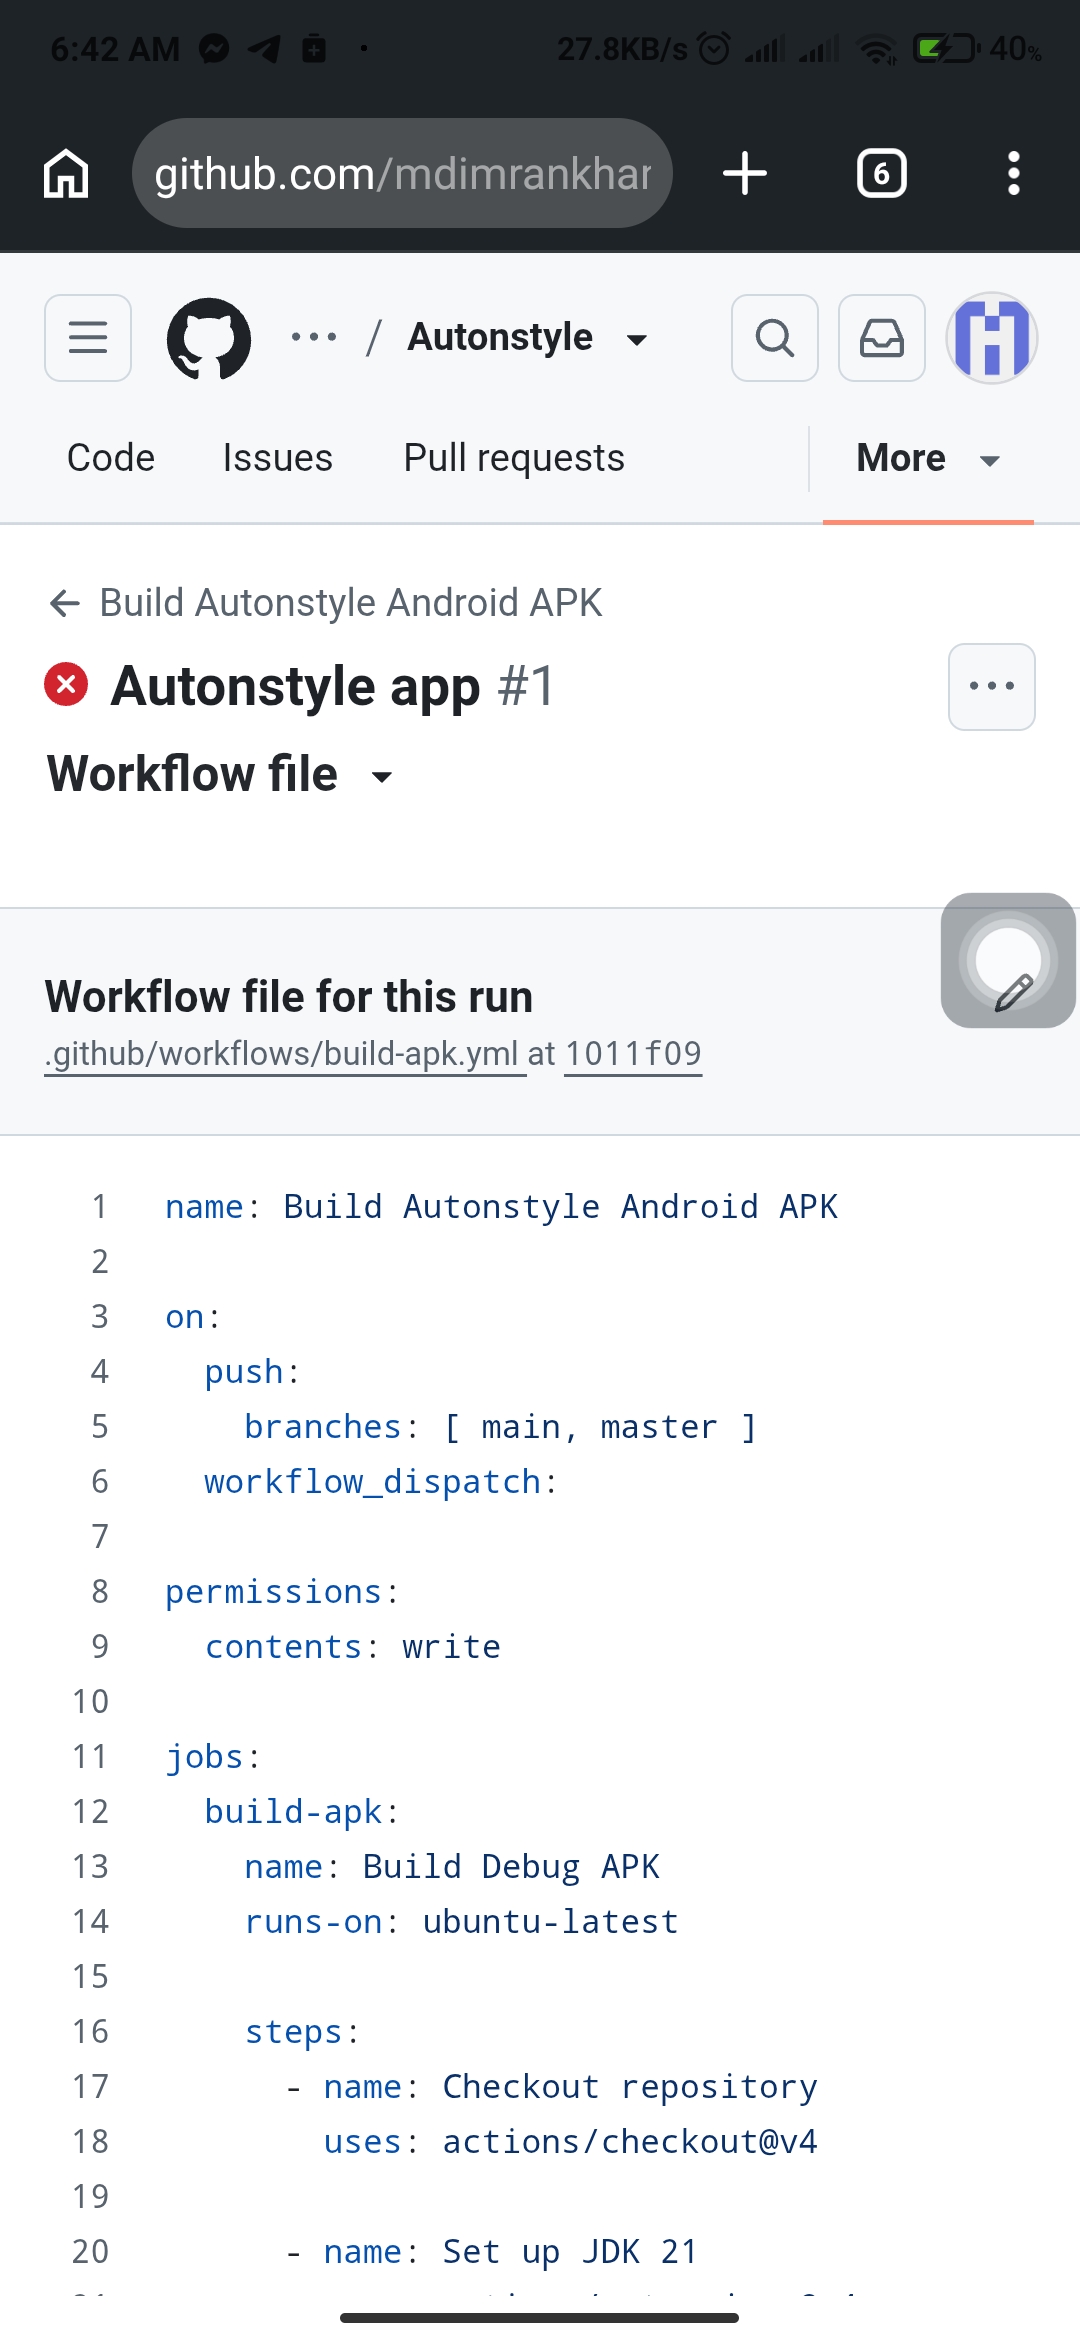 6:42 AM 27.8KB/s 40%
github.com/mdimrankhan
6
/ Autonstyle
Code Issues Pull requests More
← Build Autonstyle Android APK
Autonstyle app #1
Workflow file
Workflow file for this run
.github/workflows/build-apk.yml at 1011f09
1 name: Build Autonstyle Android APK
2
3 on:
4 push:
5 branches: [ main, master ]
6 workflow_dispatch:
7
8 permissions:
9 contents: write
10
11 jobs:
12 build-apk:
13 name: Build Debug APK
14 runs-on: ubuntu-latest
15
16 steps:
17 - name: Checkout repository
18 uses: actions/checkout@v4
19
20 - name: Set up JDK 21